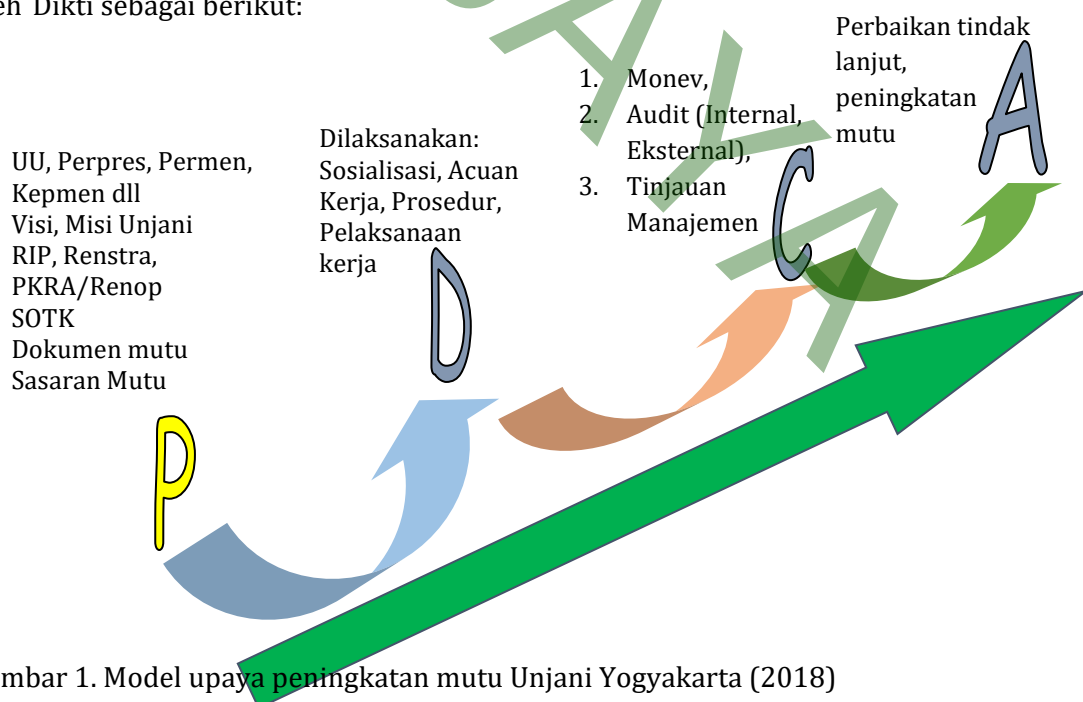 eh Dikti sebagai berikut:
UU, Perpres, Permen,
Kepmen dll
Visi, Misi Unjani
RIP, Renstra,
PKRA/Renop
SOTK
Dokumen mutu
Sasaran Mutu
P
Dilaksanakan:
Sosialisasi, Acuan
Kerja, Prosedur,
Pelaksanaan
kerja
D
1. Monev,
2. Audit (Internal,
Eksternal),
3. Tinjauan
Manajemen
C
Perbaikan tindak
lanjut,
peningkatan
mutu
A
AYA
mbar 1. Model upaya peningkatan mutu Unjani Yogyakarta (2018)